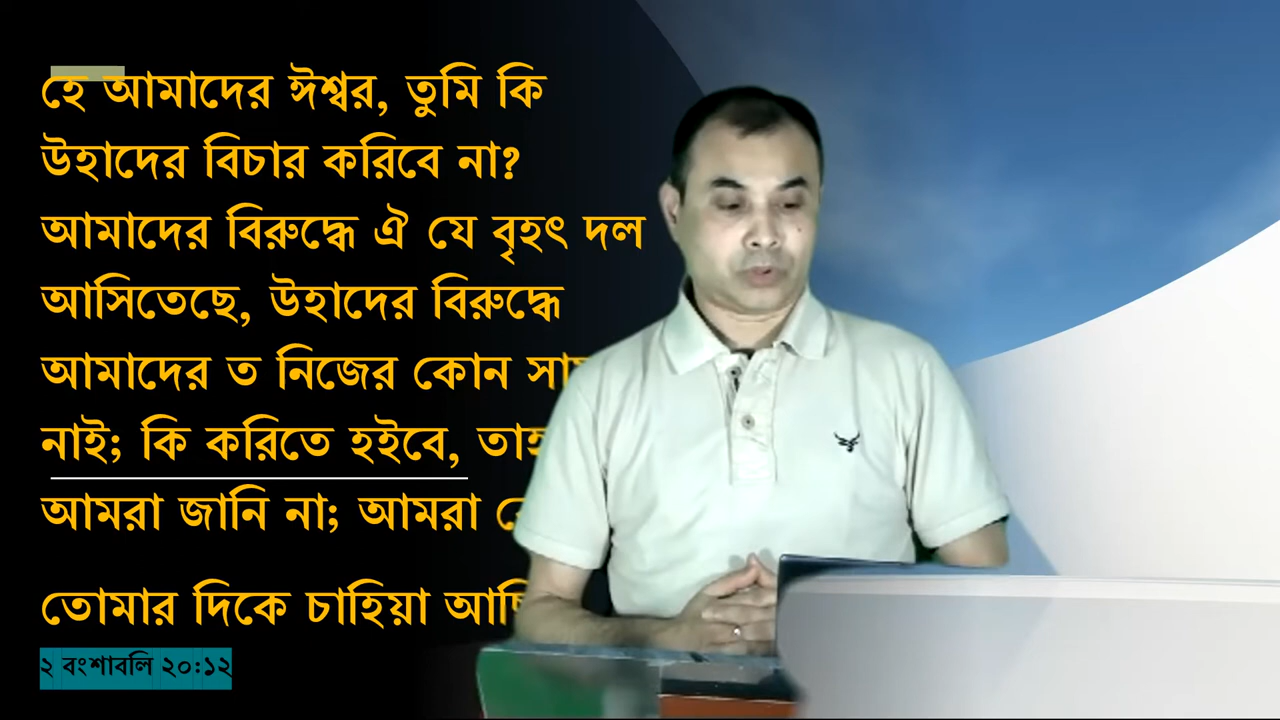 হে আমাদের ঈশ্বর, তুমি কি
উহাদের বিচার করিবে না?
আমাদের বিরুদ্ধে ঐ যে বৃহৎ দল
আসিতেছে, উহাদের বিরুদ্ধে
আমাদের ত নিজের কোন
নাই; কি করিতে হইবে,
আমরা জানি না; আমরা
তোমার দিকে চাহিয়া
২ বংশাবলি ২০:১২